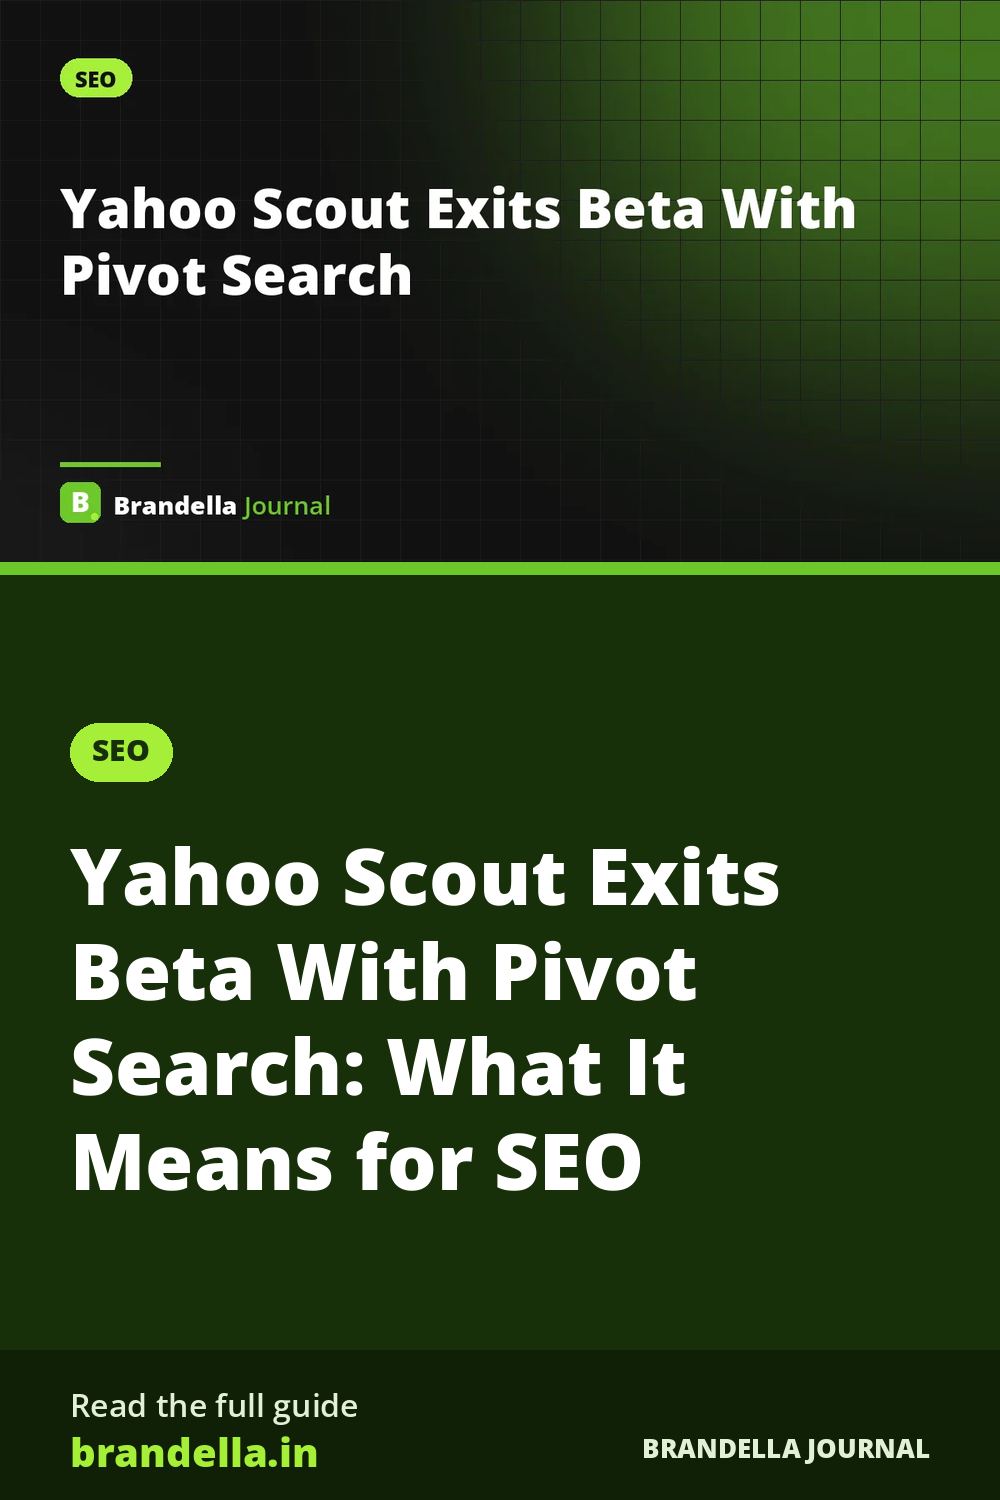 SEO
Yahoo Scout Exits Beta With
Pivot Search
B.
Brandella Journal
SEO
Yahoo Scout Exits
Beta With Pivot
Search: What It
Means for SEO
Read the full guide
brandella.in
BRANDELLA JOURNAL